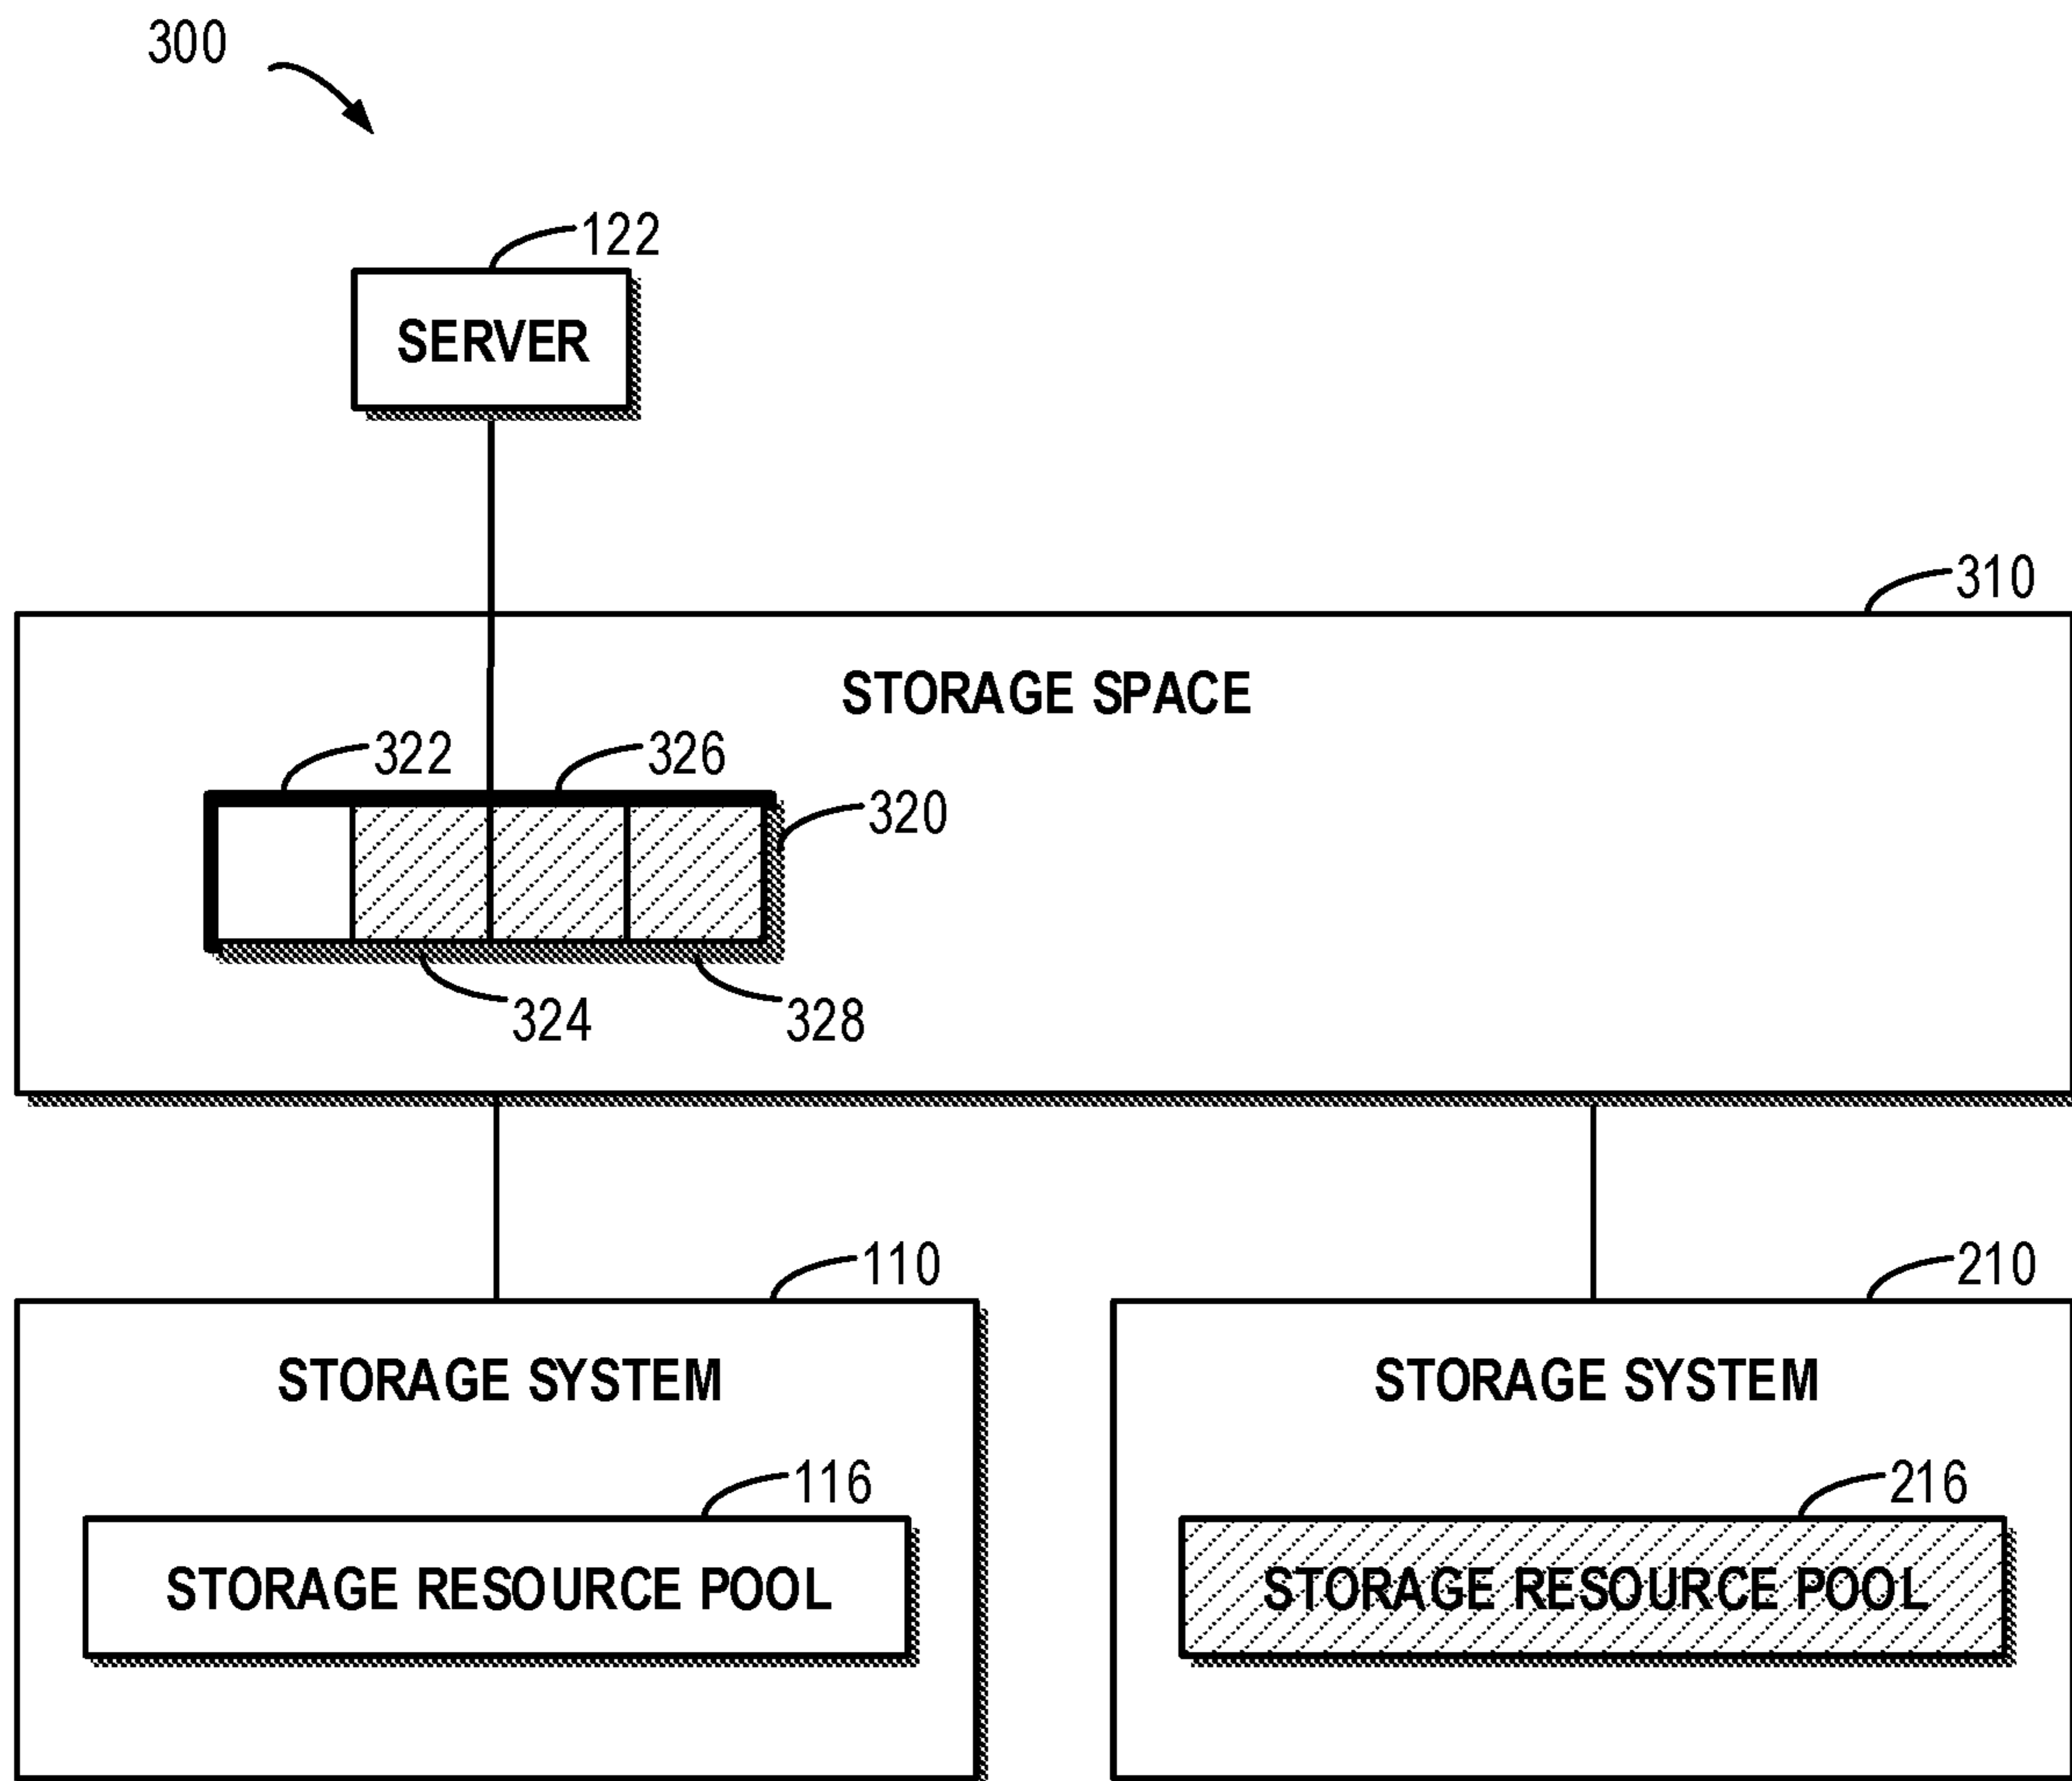 300
122
SERVER
310
STORAGE SPACE
322
326
320
324
328
110
210
STORAGE SYSTEM
STORAGE SYSTEM
116
216
STORAGE RESOURCE POOL
STORAGE RESOURCE POOL